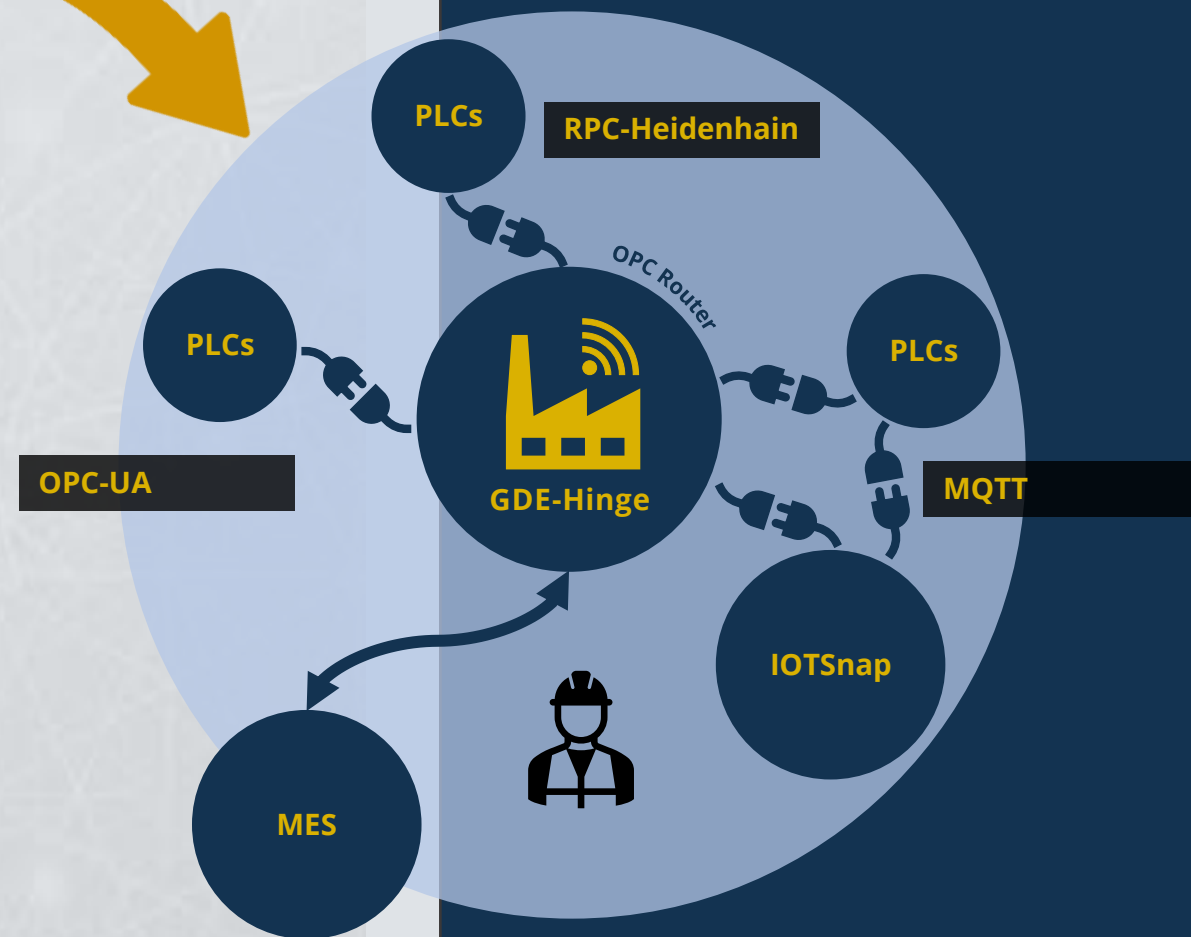 PLCs
RPC-Heidenhain
OPC Router
PLCs
PLCs
OPC-UA
MQTT
GDE-Hinge
IOTSnap
MES